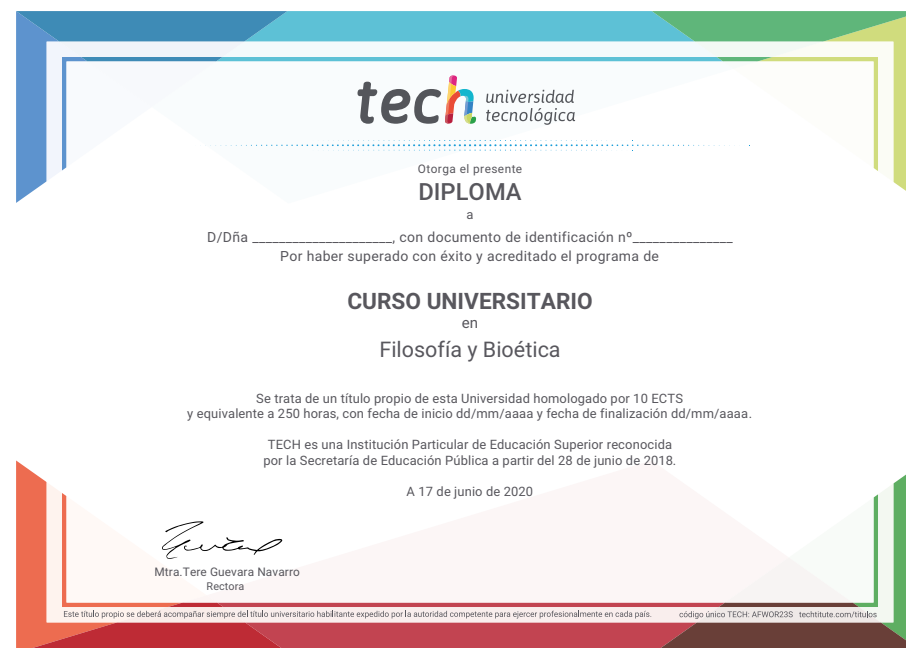 tech universidad
tecnológica
Otorga el presente
DIPLOMA
a
D/Dña _____________________, con documento de identificación nº_______________
Por haber superado con éxito y acreditado el programa de
CURSO UNIVERSITARIO
en
Filosofía y Bioética
Se trata de un título propio de esta Universidad homologado por 10 ECTS
y equivalente a 250 horas, con fecha de inicio dd/mm/aaaa y fecha de finalización dd/mm/aaaa.
TECH es una Institución Particular de Educación Superior reconocida
por la Secretaría de Educación Pública a partir del 28 de junio de 2018.
A 17 de junio de 2020
Mtra.Tere Guevara Navarro
Rectora
Este título propio se deberá acompañar siempre del título universitario habilitante expedido por la autoridad competente para ejercer profesionalmente en cada país. código único TECH: AFWOR23S techtitute.com/títulos